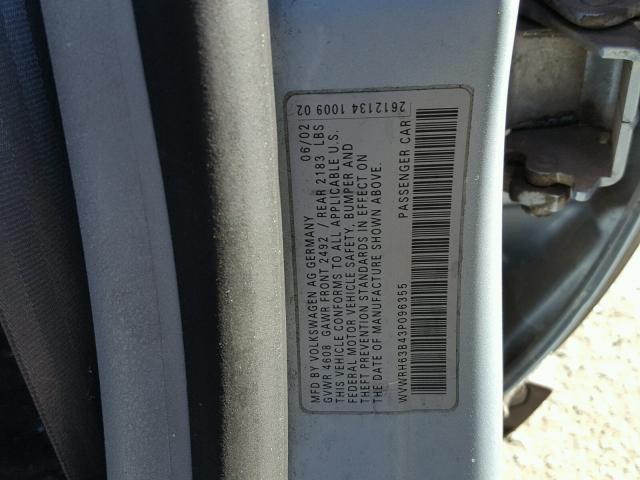 MFD BY VOLKSWAGEN AG GERMANY 06/02
GVWR 4608 GAWR FRONT 2492 / REAR 2183 LBS
THIS VEHICLE CONFORMS TO ALL APPLICABLE U.S.
FEDERAL MOTOR VEHICLE SAFETY, BUMPER AND
THEFT PREVENTION STANDARDS IN EFFECT ON
THE DATE OF MANUFACTURE SHOWN ABOVE.
WVWRH63B43P096355 PASSENGER CAR
2612134 1009 02